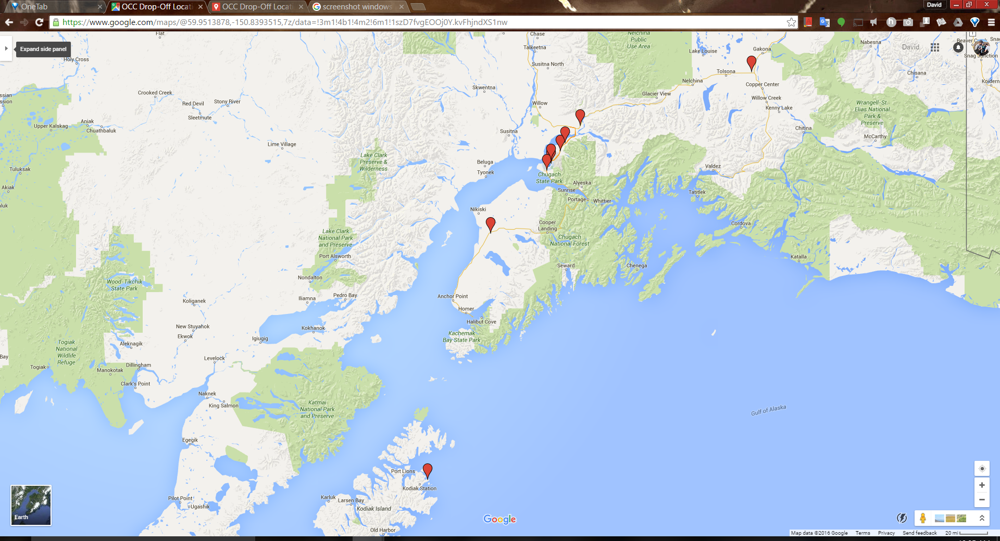 OneTab
OCC Drop-Off Locati
OCC Drop-Off Locati
screenshot windows
David
https://www.google.com/maps/@59.9513878,-150.8393515,7z/data=!3m1!4b1!4m2!6m1!1szD7fvgEOOj0Y.kvFhjndXS1nw
Expand side panel
David
Flat
Chase
Nelchina
Public
Use Area
Nabesna
Talkeetna
Lake Louise
Gakona
Holy Cross
Susitna North
Tolsona
Chisana
Snag Junction
Nelchina
Copper Center
Koidern
Skwentna
Glacier View
Crooked Creek
Willow Creek
Stony River
Red Devil
Willow
Kenny Lake
Wrangell-St.
Elias National
Park &
Preserve
Sleetmute
Aniak
Upper Kalskag
Chuathbaluk
Susitna
Chitina
McCarthy
Lime Village
Lake Clark
Preserve &
Wilderness
Beluga
Tyonek
Tuluksak
Valdez
Chugach
State Park
Alyeska
Akiak
Sunrise
Tatitlek
Portage
Whittier
Nikiski
Cooper
Landing
Cordova
Lake Clark
National Park
and Preserve
Chugach
National Forest
Port Alsworth
Katalla
Seward
Chenega
Nondalton
Wood-Tikchik
State Park
Iliamna
Pedro Bay
Anchor Point
Koliganek
Homer
Halibut Cove
New Stuyahok
Kokhanok
Kachemak
Bay State Park
Ekwok
Igiugig
Aleknagik
Togiak
National
Wildlife
Refuge
Levelock
Dillingham
Togiak
Manokotak
Clark's Point
Naknek
King Salmon
Katmai
National Park
and Preserve
Gulf of Alaska
Egegik
Port Lions
Kodiak Station
Karluk
Larsen Bay
Kodiak Island
Pilot Point
Ugashik
Old Harbor
Earth
Google
Map data ©2016 Google
Terms
Privacy
Send feedback
20 mi